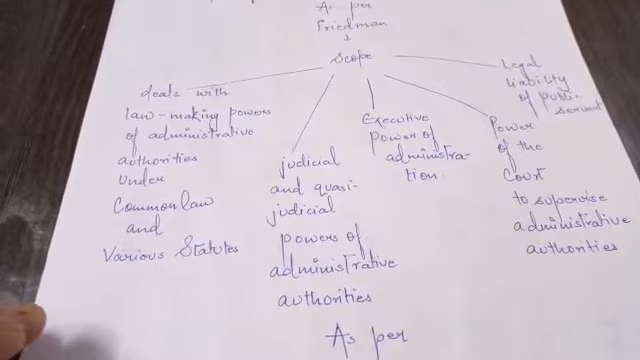 As per
Friedman
Scope
deals with
law-making powers
of administrative
authorities
Under
Common law
and
Various Statutes
judicial
and quasi-
judicial
powers of
administrative
authorities
Executive
Power of
administra-
tion.
Power
of the
Court
to supervise
administrative
authorities
Legal
liability
of public
servant
As per